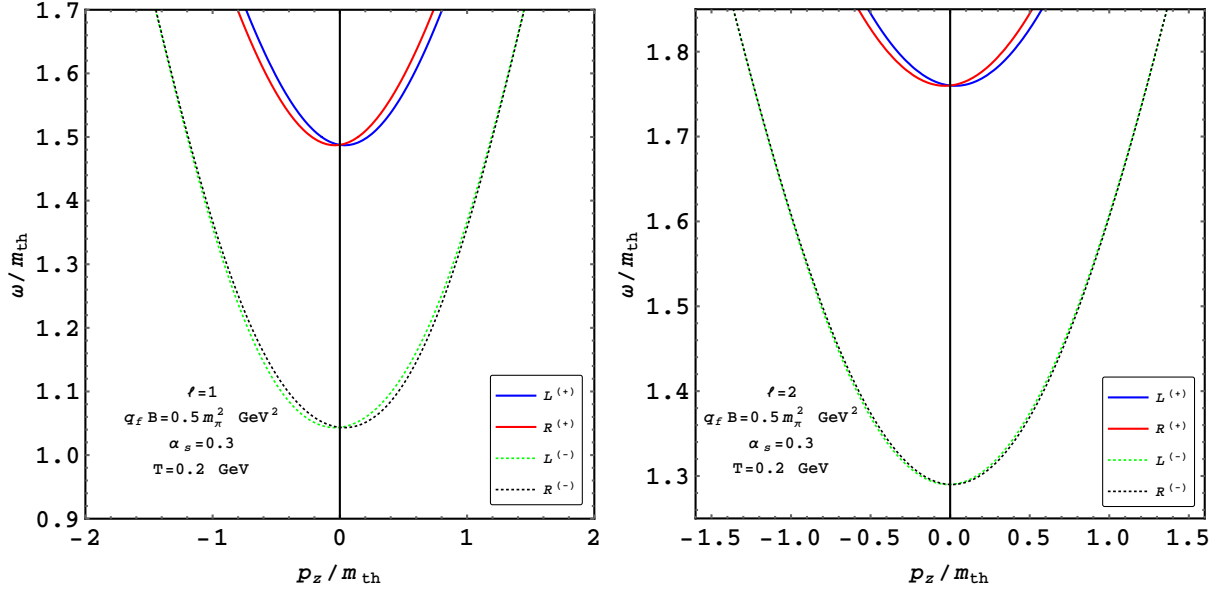 1.7
1.6
1.5
1.4
1.3
1.2
1.1
1.0
0.9
ω/m_th
-2 -1 0 1 2
p_z/m_th
ℓ=1
q_f B=0.5 m_π^2 GeV^2
α_s=0.3
T=0.2 GeV
L^(+)
R^(+)
L^(-)
R^(-)
1.8
1.7
1.6
1.5
1.4
1.3
ω/m_th
-1.5 -1.0 -0.5 0.0 0.5 1.0 1.5
p_z/m_th
ℓ=2
q_f B=0.5 m_π^2 GeV^2
α_s=0.3
T=0.2 GeV
L^(+)
R^(+)
L^(-)
R^(-)